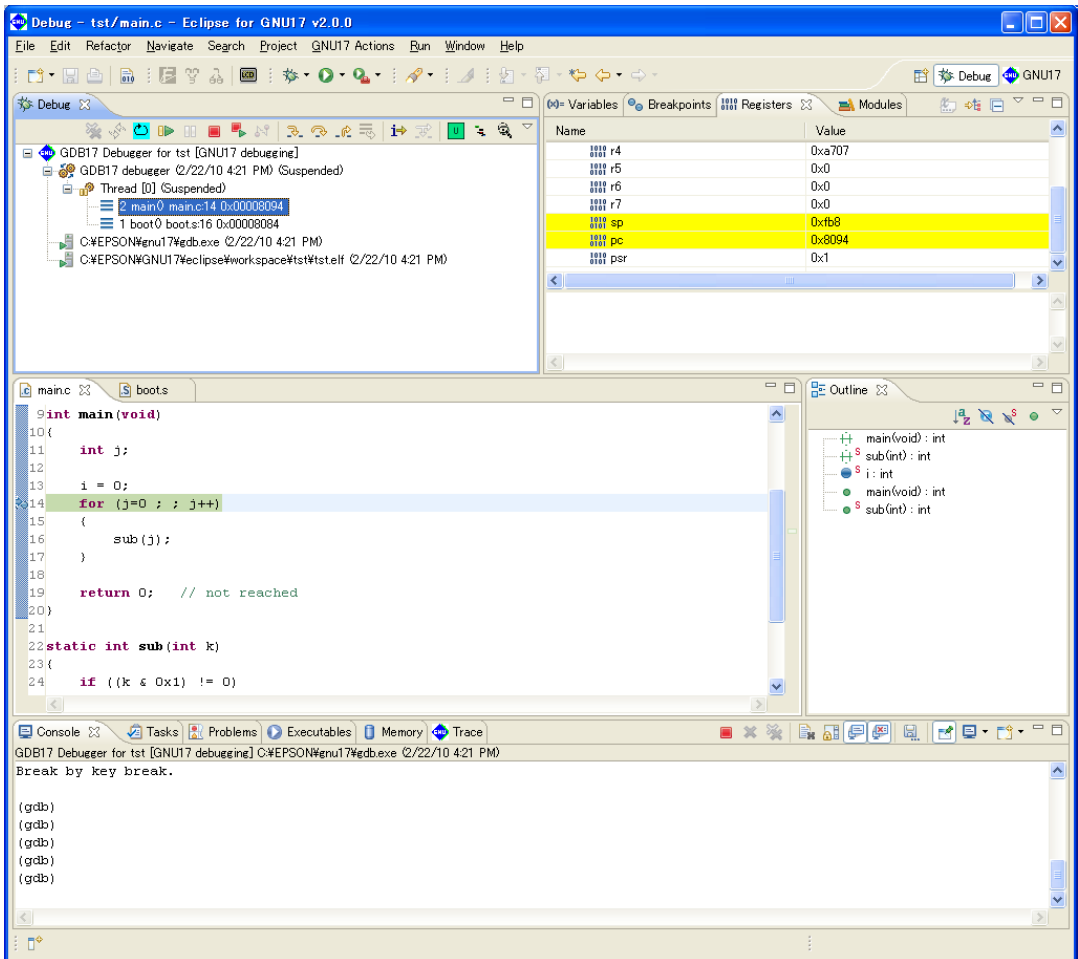 Debug - tst/main.c - Eclipse for GNU17 v2.0.0
File Edit Refactor Navigate Search Project GNU17 Actions Run Window Help
Debug GNU17
Debug
GDB17 Debugger for tst [GNU17 debugging]
GDB17 debugger (2/22/10 4:21 PM) (Suspended)
Thread [0] (Suspended)
2 main() main.c:14 0x00008094
1 boot() boot.s:16 0x00008084
C:¥EPSON¥gnu17¥gdb.exe (2/22/10 4:21 PM)
C:¥EPSON¥GNU17¥eclipse¥workspace¥tst¥tst.elf (2/22/10 4:21 PM)
(x)= Variables Breakpoints Registers Modules
Name Value
r4 0xa707
r5 0x0
r6 0x0
r7 0x0
sp 0xfb8
pc 0x8094
psr 0x1
main.c boot.s
9 int main(void)
10 {
11 int j;
12
13 i = 0;
14 for (j=0 ; ; j++)
15 {
16 sub(j);
17 }
18
19 return 0; // not reached
20 }
21
22 static int sub(int k)
23 {
24 if ((k & 0x1) != 0)
Outline
main(void) : int
sub(int) : int
i : int
main(void) : int
sub(int) : int
Console Tasks Problems Executables Memory Trace
GDB17 Debugger for tst [GNU17 debugging] C:¥EPSON¥gnu17¥gdb.exe (2/22/10 4:21 PM)
Break by key break.
(gdb)
(gdb)
(gdb)
(gdb)
(gdb)